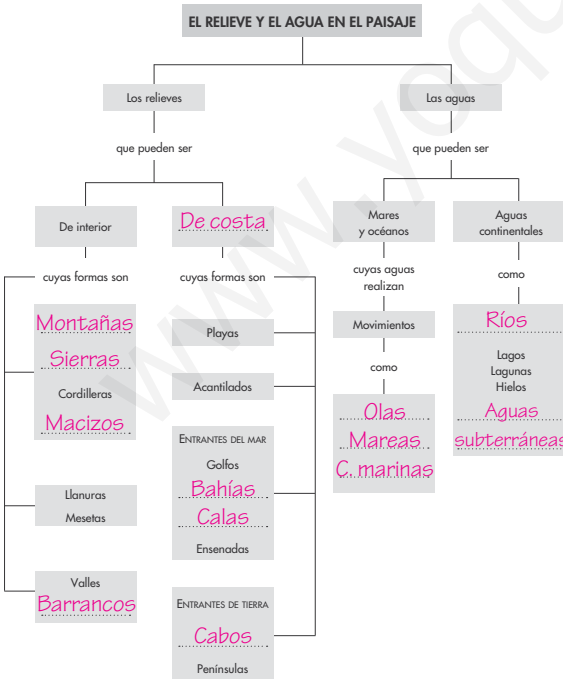 EL RELIEVE Y EL AGUA EN EL PAISAJE
Los relieves
que pueden ser
De interior
cuyas formas son
Montañas
Sierras
Cordilleras
Macizos
Llanuras
Mesetas
Valles
Barrancos
De costa
cuyas formas son
Playas
Acantilados
ENTRANTES DEL MAR
Golfos
Bahías
Calas
Ensenadas
ENTRANTES DE TIERRA
Cabos
Penínsulas
Las aguas
que pueden ser
Mares
y océanos
cuyas aguas
realizan
Movimientos
como
Olas
Mareas
C. marinas
Aguas
continentales
como
Ríos
Lagos
Lagunas
Hielos
Aguas
subterráneas
www.yoqu